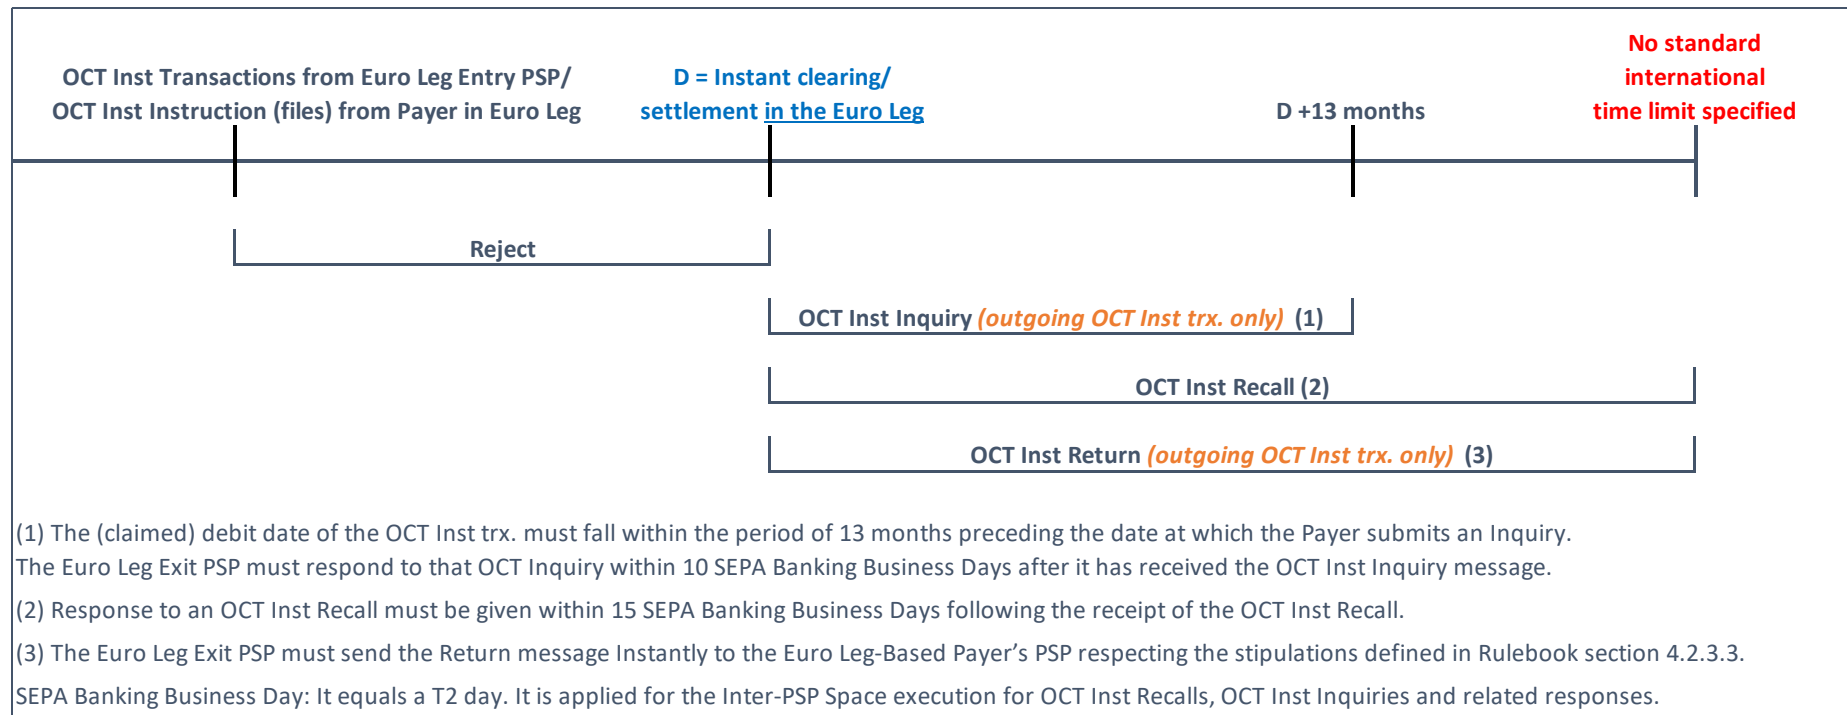 OCT Inst Transactions from Euro Leg Entry PSP/
OCT Inst Instruction (files) from Payer in Euro Leg
D = Instant clearing/
settlement in the Euro Leg
D +13 months
No standard
international
time limit specified
Reject
OCT Inst Inquiry (outgoing OCT Inst trx. only) (1)
OCT Inst Recall (2)
OCT Inst Return (outgoing OCT Inst trx. only) (3)
(1) The (claimed) debit date of the OCT Inst trx. must fall within the period of 13 months preceding the date at which the Payer submits an Inquiry.
The Euro Leg Exit PSP must respond to that OCT Inquiry within 10 SEPA Banking Business Days after it has received the OCT Inst Inquiry message.
(2) Response to an OCT Inst Recall must be given within 15 SEPA Banking Business Days following the receipt of the OCT Inst Recall.
(3) The Euro Leg Exit PSP must send the Return message Instantly to the Euro Leg-Based Payer’s PSP respecting the stipulations defined in Rulebook section 4.2.3.3.
SEPA Banking Business Day: It equals a T2 day. It is applied for the Inter-PSP Space execution for OCT Inst Recalls, OCT Inst Inquiries and related responses.